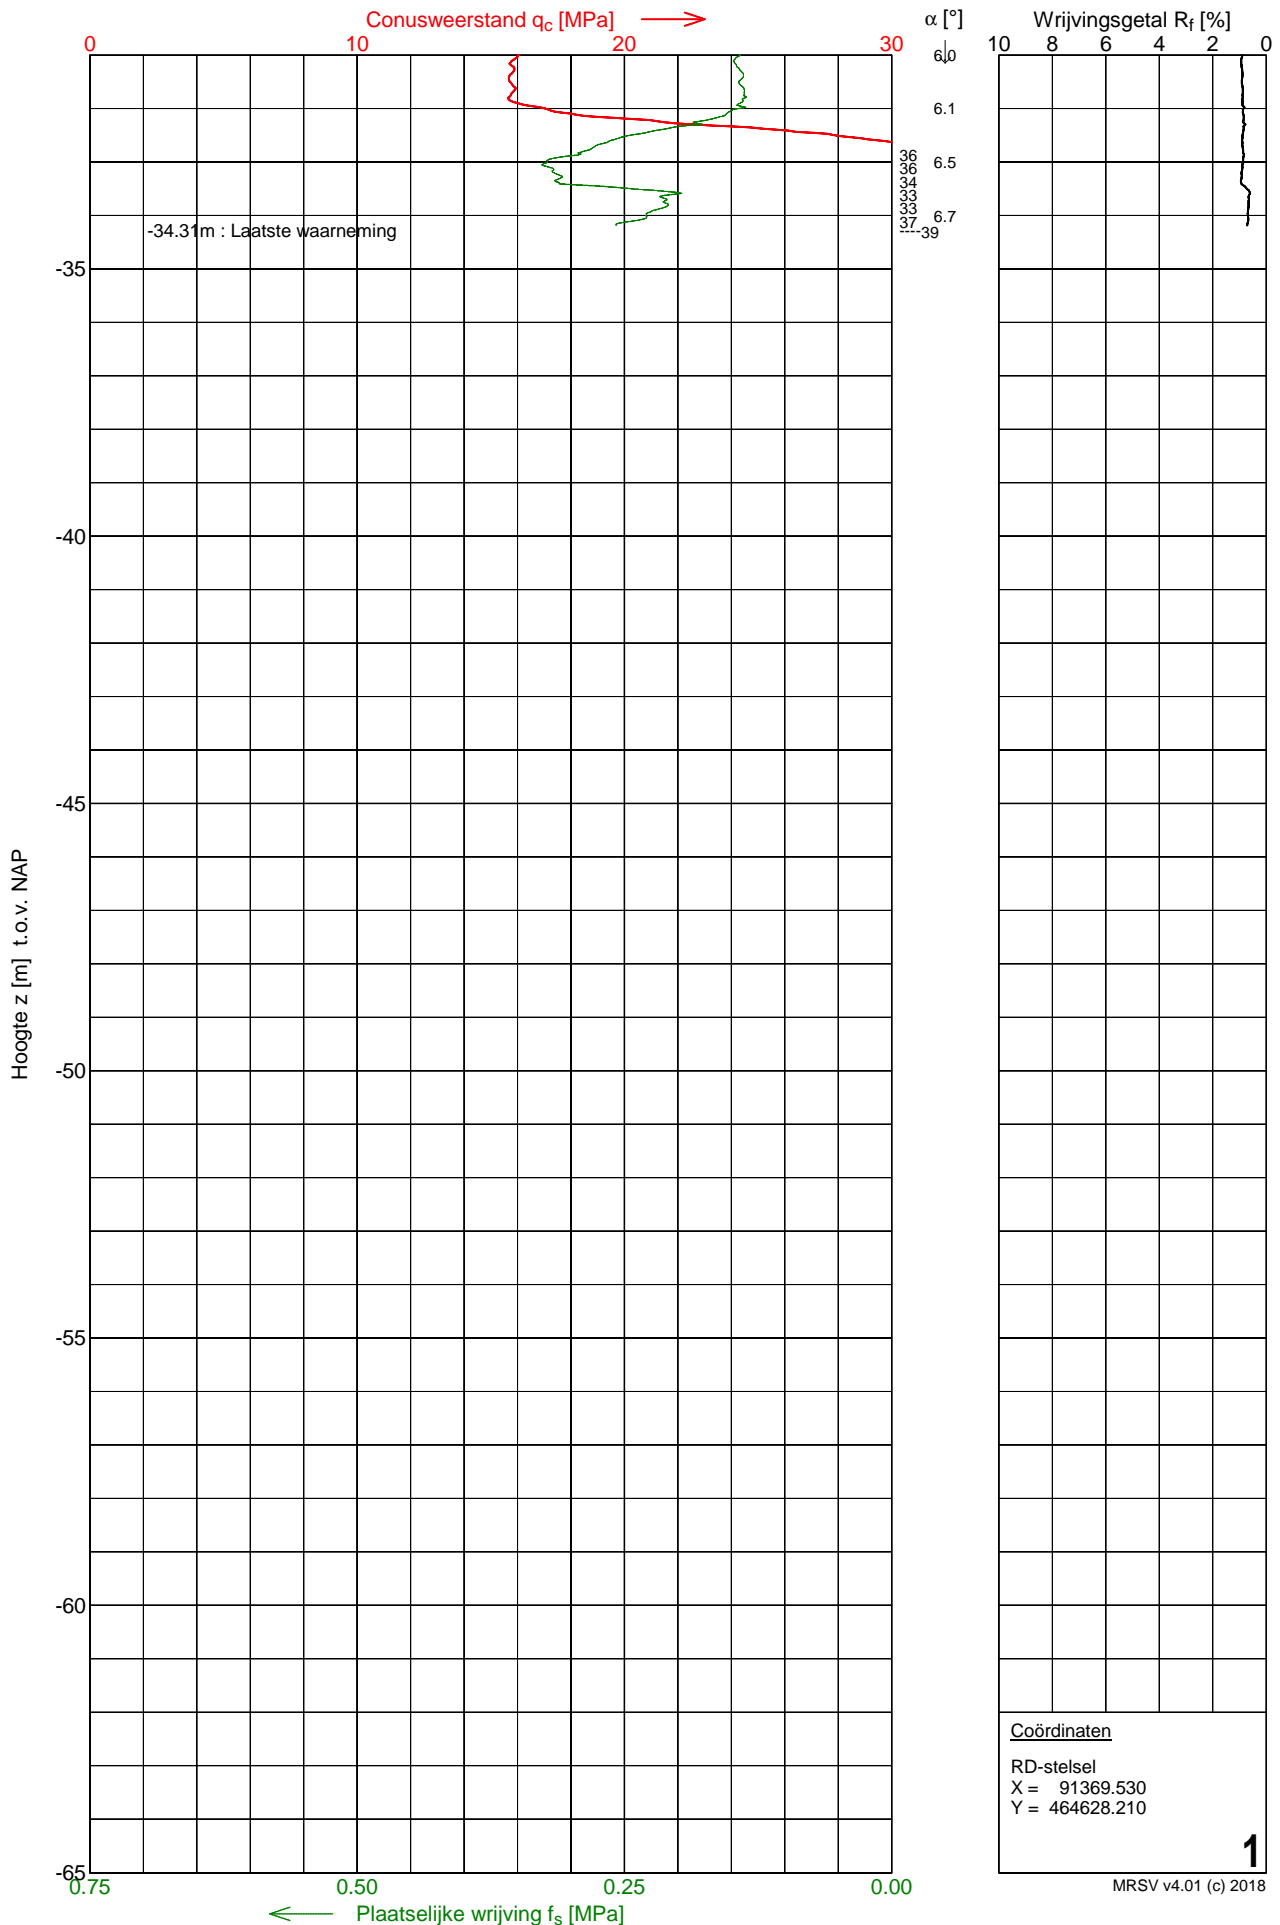 Conusweerstand qc [MPa]
α [°]
Wrijvingsgetal Rf [%]
0 10 20 30
10 8 6 4 2 0
6.0
6.1
36
6.5
36
34
33
33
6.7
37
-34.31m : Laatste waarneming
----39
-35
-40
-45
Hoogte z [m] t.o.v. NAP
-50
-55
-60
Coördinaten
RD-stelsel
X = 91369.530
Y = 464628.210
1
-65
0.75 0.50 0.25 0.00
MRSV v4.01 (c) 2018
Plaatselijke wrijving fs [MPa]